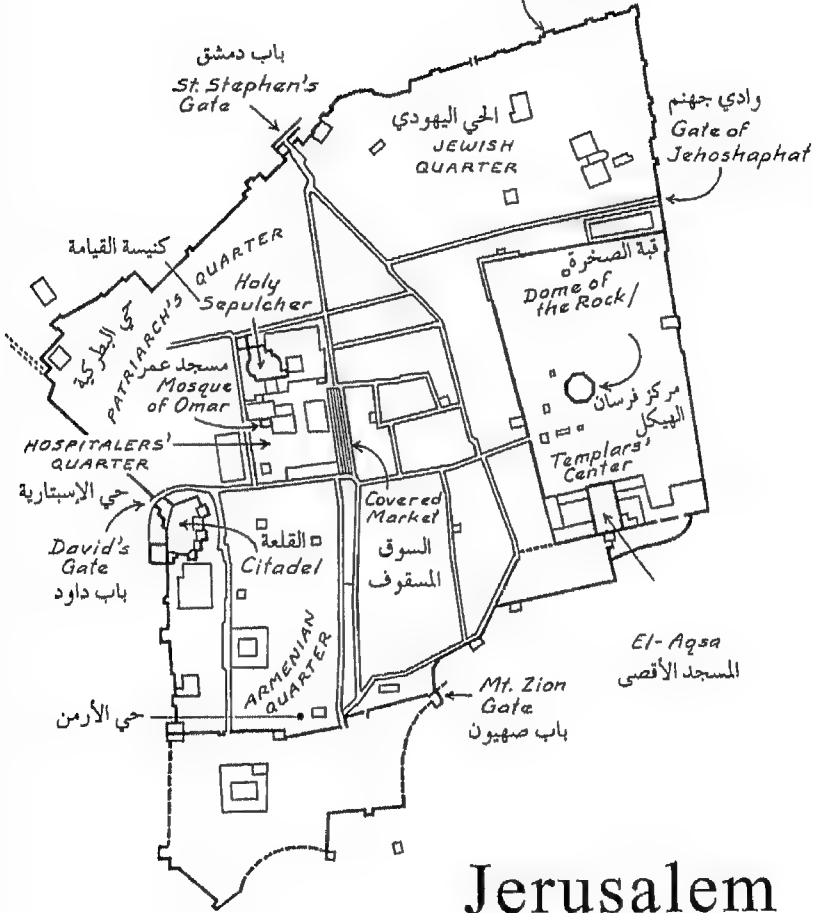 باب دمشق
St. Stephen's
Gate
الحي اليهودي
JEWISH
QUARTER
وادي جهنم
Gate of
Jehoshaphat
كنيسة القيامة
PATRIARCH'S QUARTER
حي البطركية
Holy
Sepulcher
قبة الصخرة
Dome of
the Rock
مسجد عمر
Mosque
of Omar
مركز فرسان
الهيكل
Templars'
Center
HOSPITALERS'
QUARTER
حي الإسبتارية
Covered
Market
السوق
المسقوف
David's
Gate
باب داود
القلعة
Citadel
El-Aqsa
المسجد الأقصى
ARMENIAN
QUARTER
حي الأرمن
Mt. Zion
Gate
باب صهيون
Jerusalem